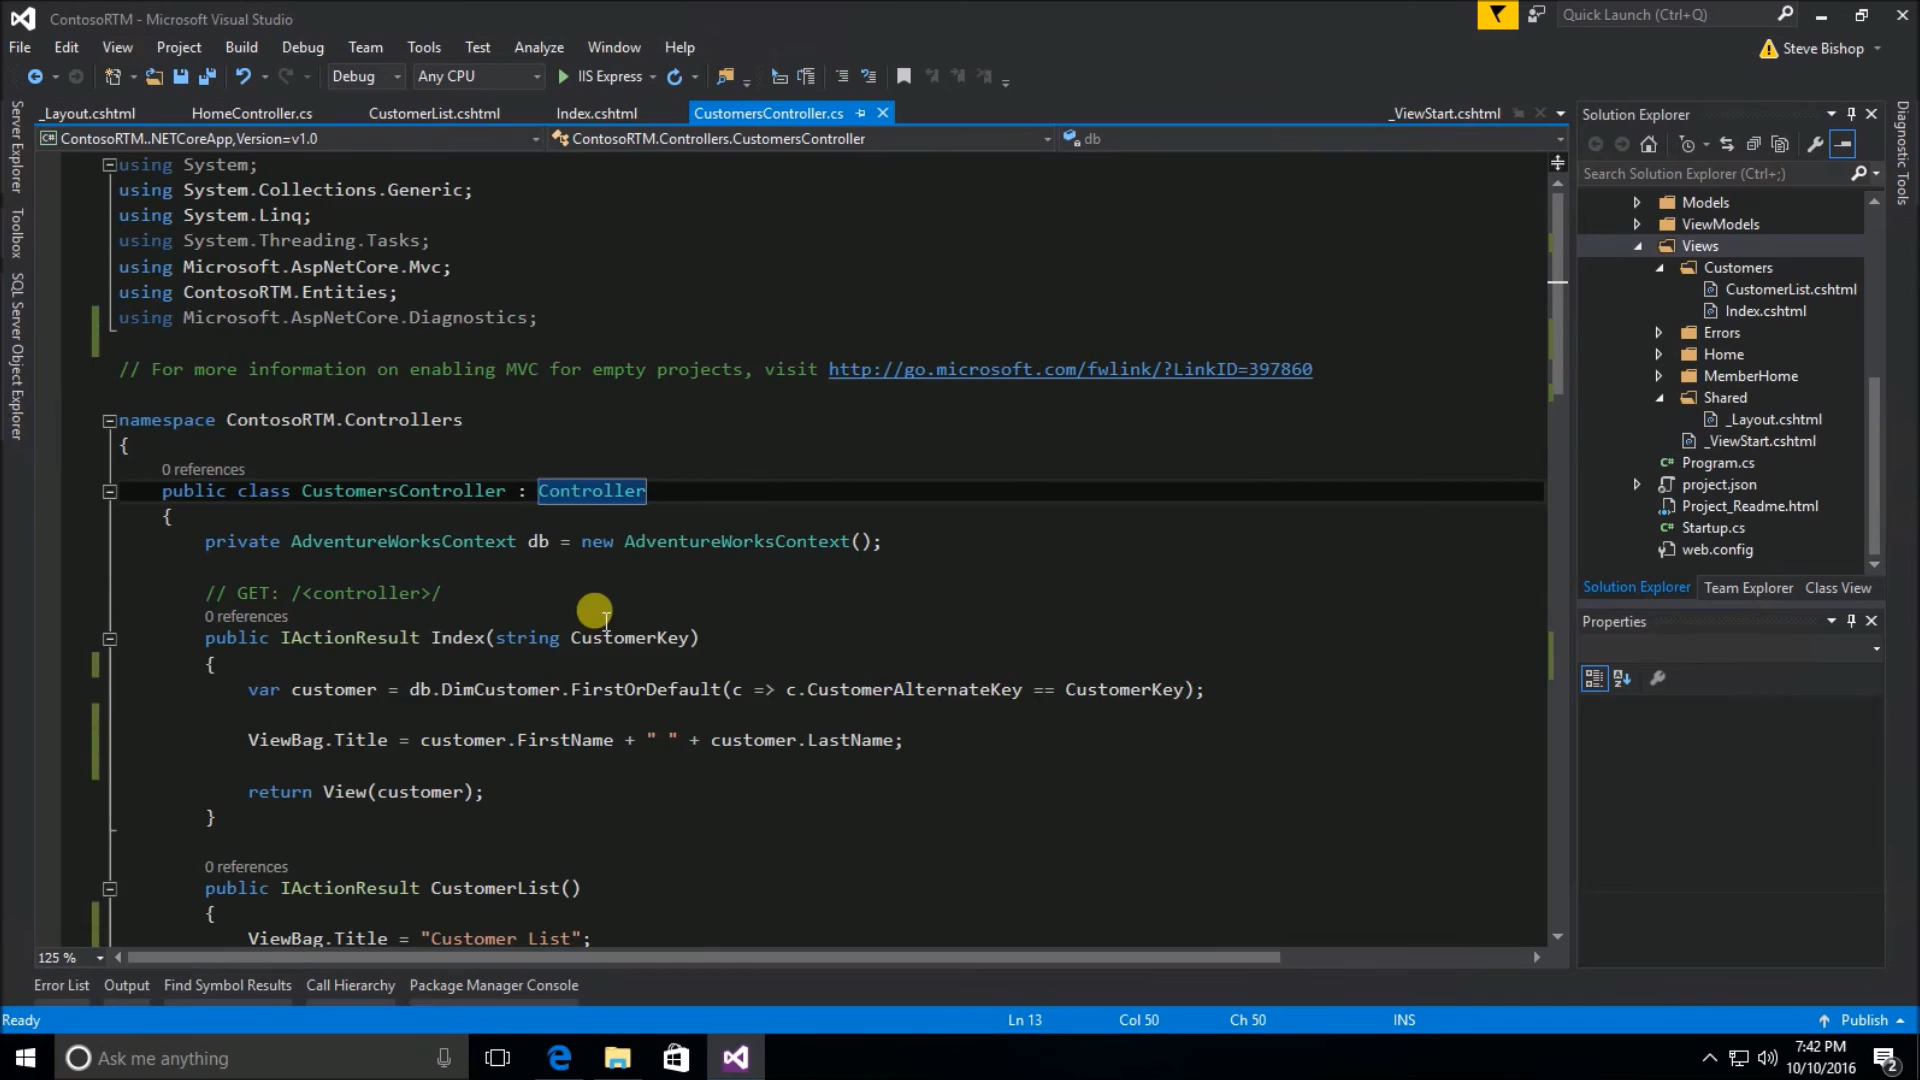 ContosoRTM - Microsoft Visual Studio
Quick Launch (Ctrl+Q)
File Edit View Project Build Debug Team Tools Test Analyze Window Help
Steve Bishop
Debug Any CPU IIS Express
_Layout.cshtml HomeController.cs CustomerList.cshtml Index.cshtml CustomersController.cs _ViewStart.cshtml
ContosoRTM..NETCoreApp,Version=v1.0 ContosoRTM.Controllers.CustomersController db
Server Explorer
Toolbox
SQL Server Object Explorer
using System;
using System.Collections.Generic;
using System.Linq;
using System.Threading.Tasks;
using Microsoft.AspNetCore.Mvc;
using ContosoRTM.Entities;
using Microsoft.AspNetCore.Diagnostics;
// For more information on enabling MVC for empty projects, visit http://go.microsoft.com/fwlink/?LinkID=397860
namespace ContosoRTM.Controllers
{
0 references
public class CustomersController : Controller
{
private AdventureWorksContext db = new AdventureWorksContext();
// GET: /<controller>/
0 references
public IActionResult Index(string CustomerKey)
{
var customer = db.DimCustomer.FirstOrDefault(c => c.CustomerAlternateKey == CustomerKey);
ViewBag.Title = customer.FirstName + " " + customer.LastName;
return View(customer);
}
0 references
public IActionResult CustomerList()
{
ViewBag.Title = "Customer List";
125 %
Solution Explorer
Search Solution Explorer (Ctrl+;)
Models
ViewModels
Views
Customers
CustomerList.cshtml
Index.cshtml
Errors
Home
MemberHome
Shared
_Layout.cshtml
_ViewStart.cshtml
Program.cs
project.json
Project_Readme.html
Startup.cs
web.config
Solution Explorer Team Explorer Class View
Properties
Diagnostic Tools
Error List Output Find Symbol Results Call Hierarchy Package Manager Console
Ready Ln 13 Col 50 Ch 50 INS Publish
Ask me anything
7:42 PM
10/10/2016
2